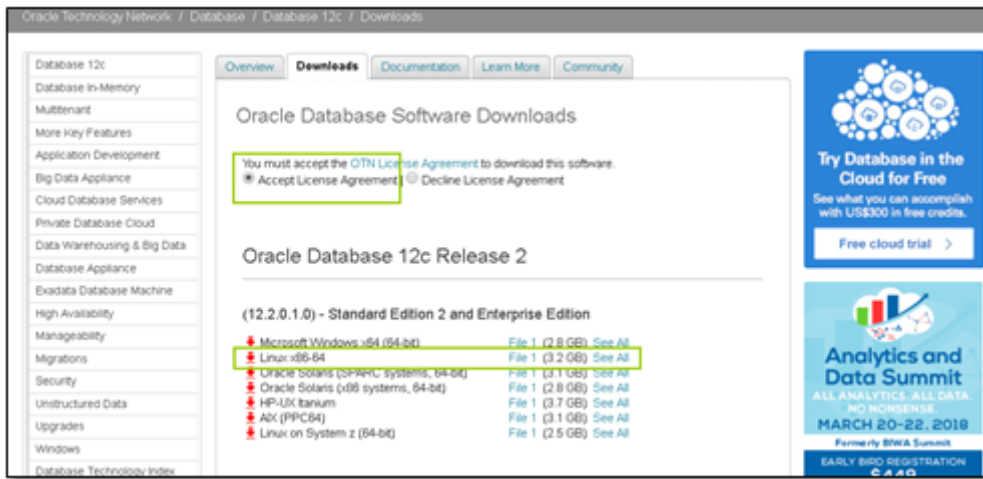 Oracle Technology Network / Database / Database 12c / Downloads
Database 12c
Database In-Memory
Multitenant
More Key Features
Application Development
Big Data Appliance
Cloud Database Services
Private Database Cloud
Data Warehousing & Big Data
Database Appliance
Exadata Database Machine
High Availability
Manageability
Migrations
Security
Unstructured Data
Upgrades
Windows
Database Technology Index
Overview Downloads Documentation Learn More Community
Oracle Database Software Downloads
You must accept the OTN License Agreement to download this software.
Accept License Agreement | Decline License Agreement
Oracle Database 12c Release 2
(12.2.0.1.0) - Standard Edition 2 and Enterprise Edition
Microsoft Windows x64 (64-bit) File 1 (2.8 GB) See All
Linux x86-64 File 1 (3.2 GB) See All
Oracle Solaris (SPARC systems, 64-bit) File 1 (3.1 GB) See All
Oracle Solaris (x86 systems, 64-bit) File 1 (2.8 GB) See All
HP-UX Itanium File 1 (3.7 GB) See All
AIX (PPC64) File 1 (3.1 GB) See All
Linux on System z (64-bit) File 1 (2.5 GB) See All
Try Database in the
Cloud for Free
See what you can accomplish
with US$300 in free credits.
Free cloud trial >
Analytics and
Data Summit
ALL ANALYTICS. ALL DATA.
NO NONSENSE.
MARCH 20-22, 2018
Formerly BIWA Summit
EARLY BIRD REGISTRATION
$449